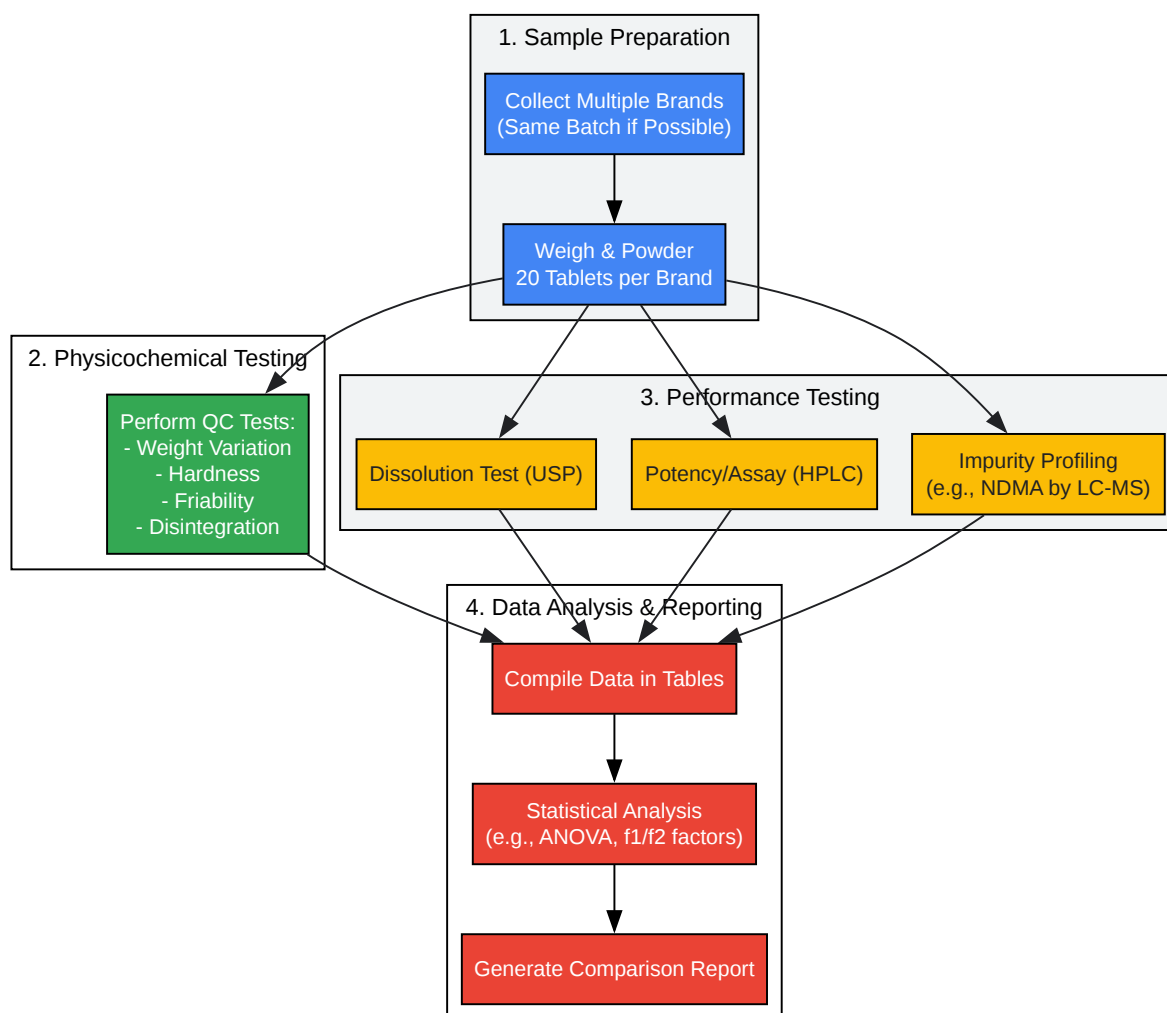 1. Sample Preparation
Collect Multiple Brands
(Same Batch if Possible)
Weigh & Powder
20 Tablets per Brand
2. Physicochemical Testing
Perform QC Tests:
- Weight Variation
- Hardness
- Friability
- Disintegration
3. Performance Testing
Dissolution Test (USP)
Potency/Assay (HPLC)
Impurity Profiling
(e.g., NDMA by LC-MS)
4. Data Analysis & Reporting
Compile Data in Tables
Statistical Analysis
(e.g., ANOVA, f1/f2 factors)
Generate Comparison Report